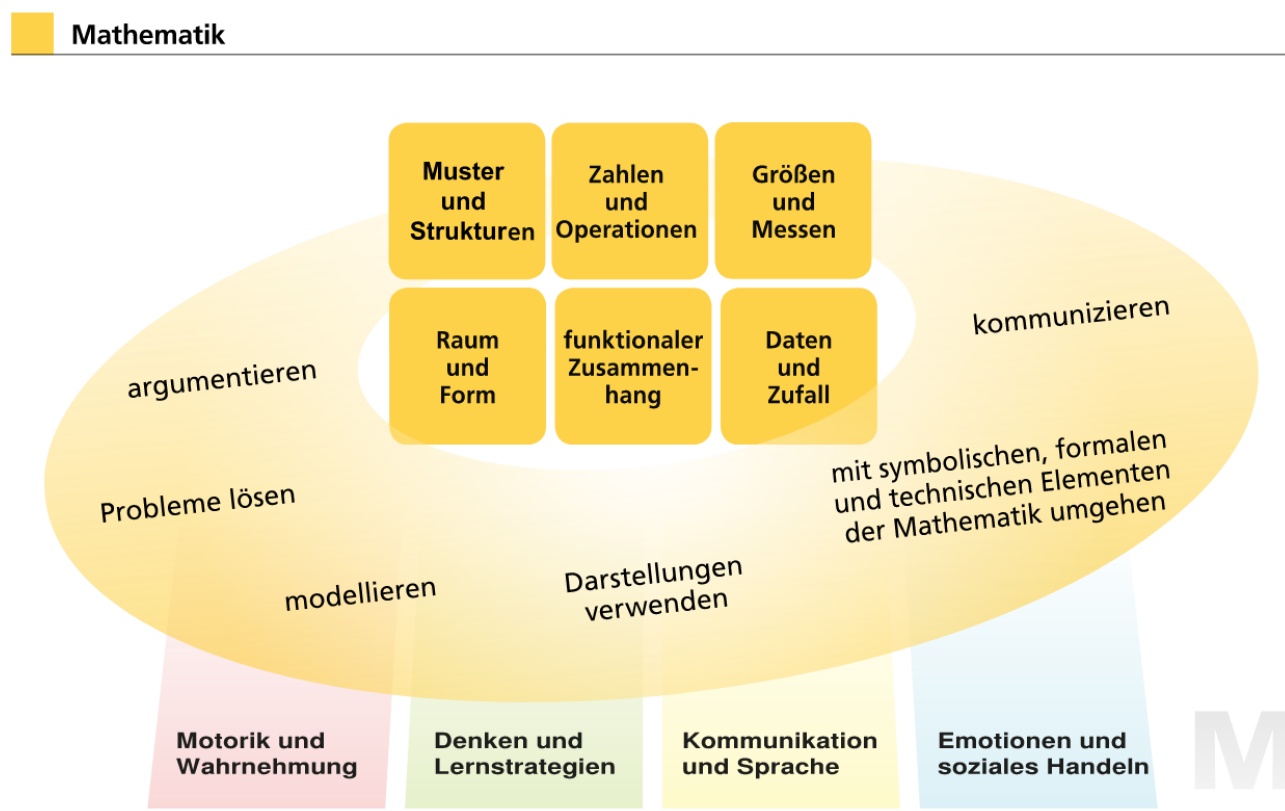 Mathematik
Muster
und
Strukturen
Zahlen
und
Operationen
Größen
und
Messen
Raum
und
Form
funktionaler
Zusammen-
hang
Daten
und
Zufall
kommunizieren
argumentieren
mit symbolischen, formalen
und technischen Elementen
der Mathematik umgehen
Probleme lösen
modellieren
Darstellungen
verwenden
Motorik und
Wahrnehmung
Denken und
Lernstrategien
Kommunikation
und Sprache
Emotionen und
soziales Handeln
M